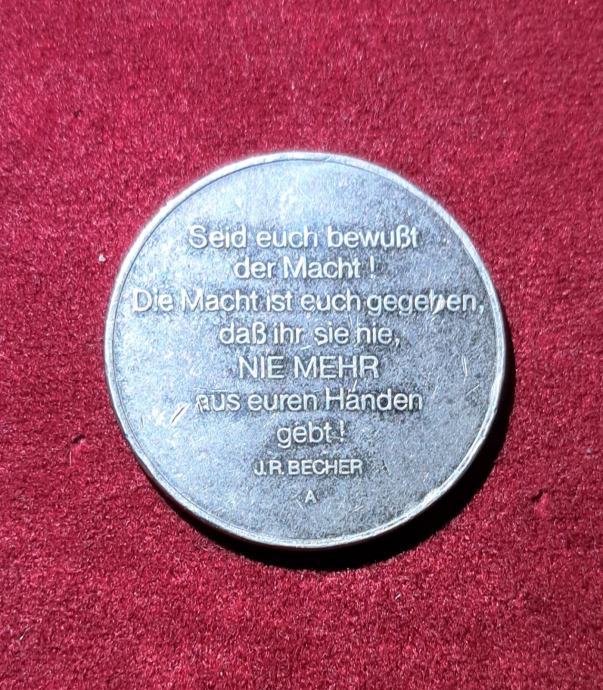 Seid euch bewußt
der Macht!
Die Macht ist euch gegeben,
daß ihr sie nie,
NIE MEHR
aus euren Händen
gebt!
J.R. BECHER
A